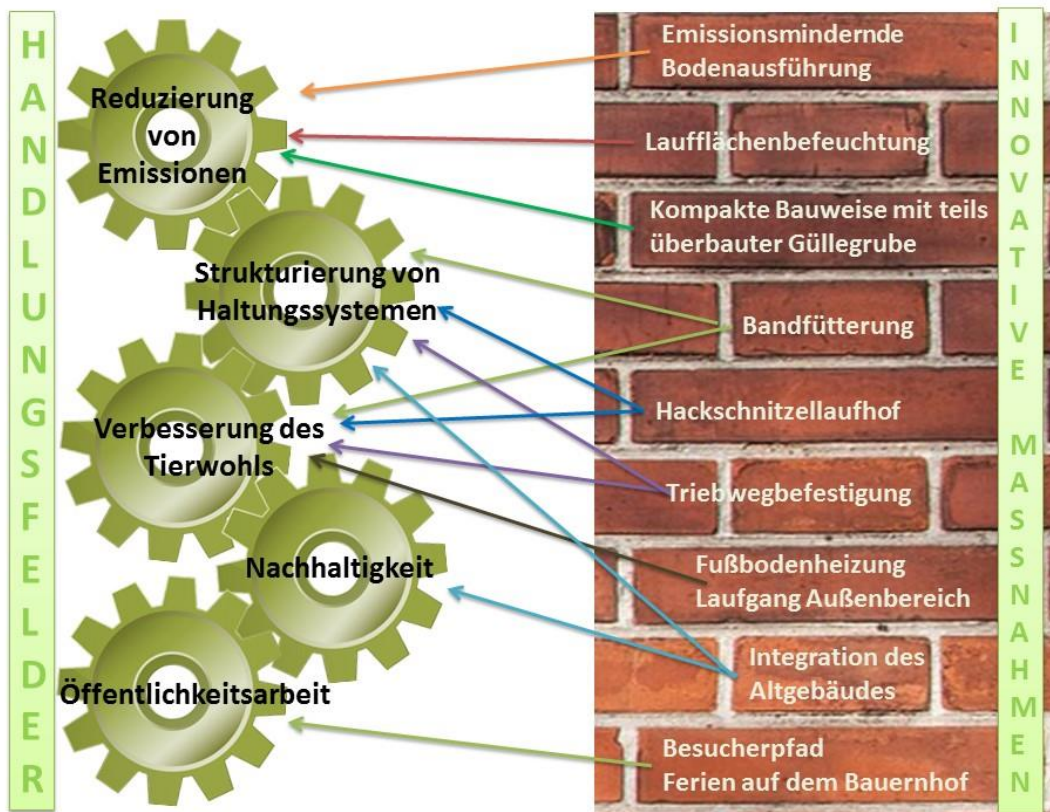 HANDLUNGSFELDER
Reduzierung
von
Emissionen
Strukturierung von
Haltungssystemen
Verbesserung des
Tierwohls
Nachhaltigkeit
Öffentlichkeitsarbeit
Emissionsmindernde
Bodenausführung
Laufflächenbefeuchtung
Kompakte Bauweise mit teils
überbauter Güllegrube
Bandfütterung
Hackschnitzellaufhof
Triebwegbefestigung
Fußbodenheizung
Laufgang Außenbereich
Integration des
Altgebäudes
Besucherpfad
Ferien auf dem Bauernhof
INNOVATIVE MASSNAHMEN